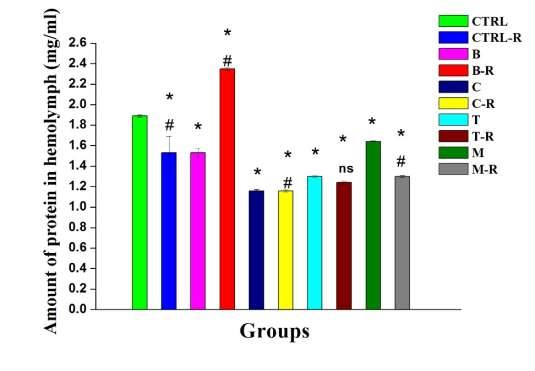 Amount of protein in hemolymph (mg/ml)
2.6
2.4
2.2
2.0
1.8
1.6
1.4
1.2
1.0
0.8
0.6
0.4
0.2
0.0
*
#
*
*
#
*
*
#
*
*
ns
*
*
#
Groups
CTRL
CTRL-R
B
B-R
C
C-R
T
T-R
M
M-R